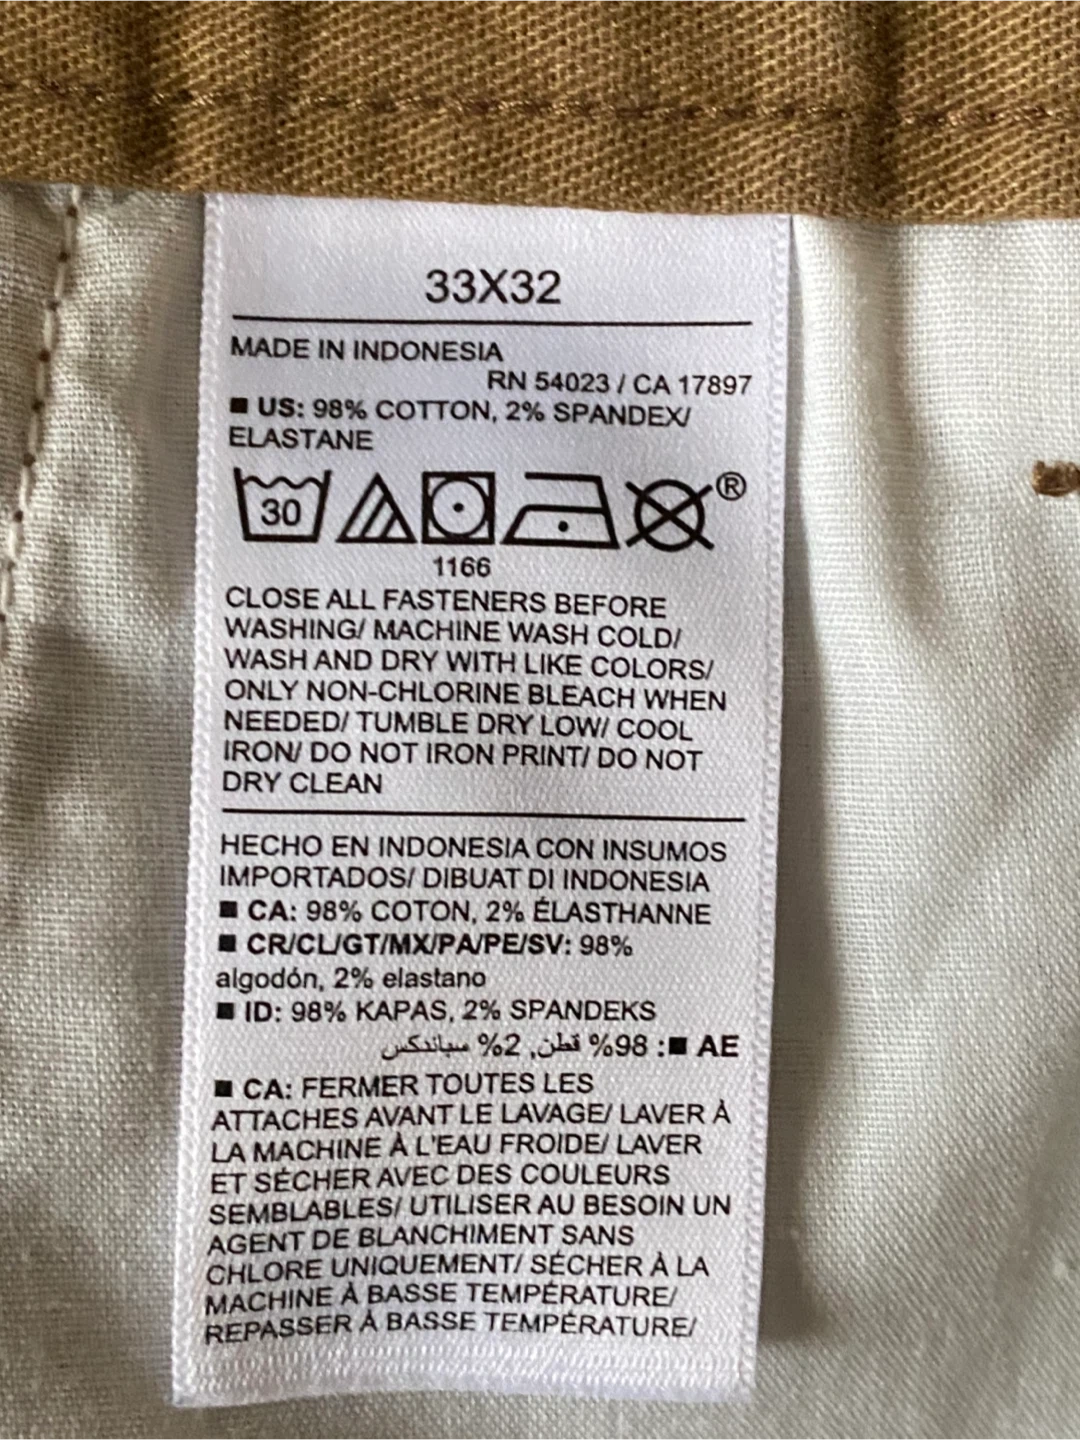 33X32
MADE IN INDONESIA
RN 54023 / CA 17897
■ US: 98% COTTON, 2% SPANDEX/
ELASTANE
30
®
1166
CLOSE ALL FASTENERS BEFORE
WASHING/ MACHINE WASH COLD/
WASH AND DRY WITH LIKE COLORS/
ONLY NON-CHLORINE BLEACH WHEN
NEEDED/ TUMBLE DRY LOW/ COOL
IRON/ DO NOT IRON PRINT/ DO NOT
DRY CLEAN
HECHO EN INDONESIA CON INSUMOS
IMPORTADOS/ DIBUAT DI INDONESIA
■ CA: 98% COTON, 2% ÉLASTHANNE
■ CR/CL/GT/MX/PA/PE/SV: 98%
algodón, 2% elastano
■ ID: 98% KAPAS, 2% SPANDEKS
AE ■: 98% قطن, 2% سباندكس
■ CA: FERMER TOUTES LES
ATTACHES AVANT LE LAVAGE/ LAVER À
LA MACHINE À L'EAU FROIDE/ LAVER
ET SÉCHER AVEC DES COULEURS
SEMBLABLES/ UTILISER AU BESOIN UN
AGENT DE BLANCHIMENT SANS
CHLORE UNIQUEMENT/ SÉCHER À LA
MACHINE À BASSE TEMPÉRATURE/
REPASSER À BASSE TEMPÉRATURE/